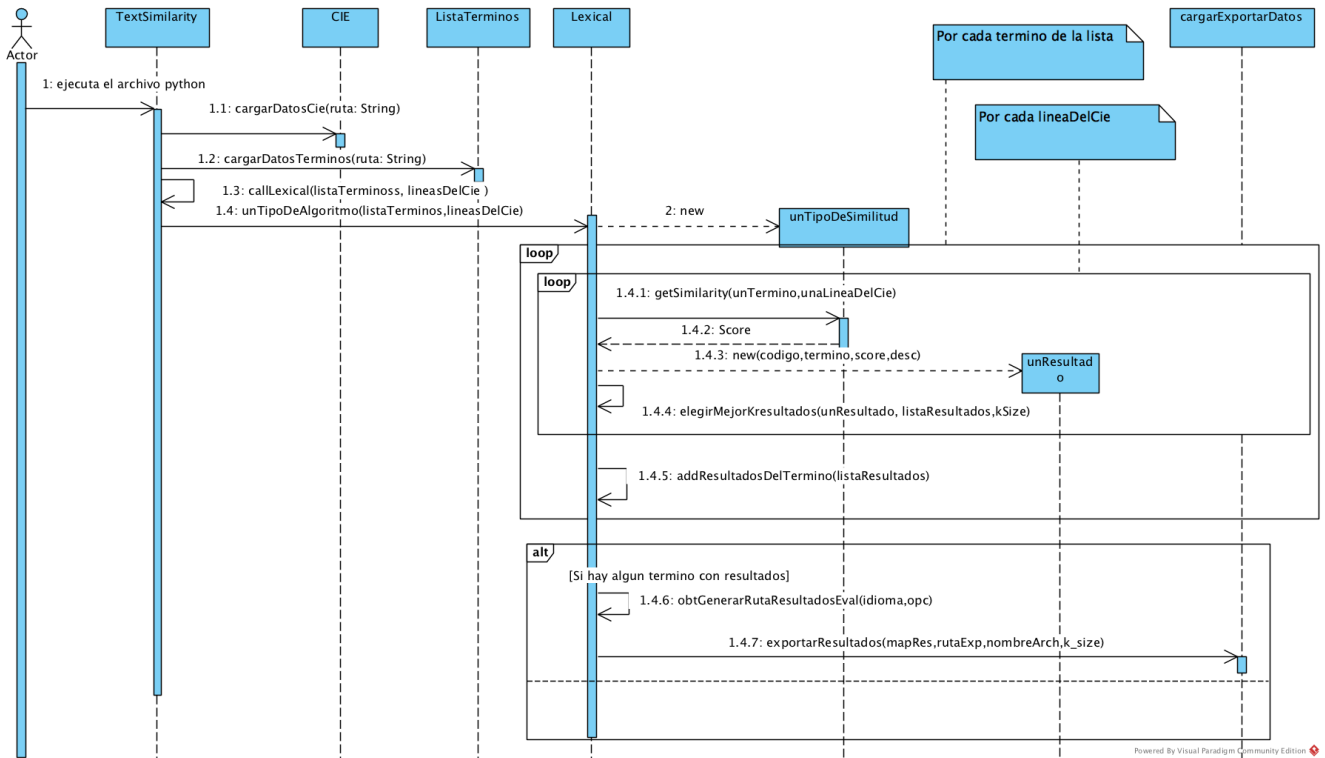 TextSimilarity
CIE
ListaTerminos
Lexical
cargarExportarDatos
Por cada termino de la lista
Actor
1: ejecuta el archivo python
1.1: cargarDatosCie(ruta: String)
Por cada lineaDelCie
1.2: cargarDatosTerminos(ruta: String)
1.3: callLexical(listaTerminoss, lineasDelCie )
1.4: unTipoDeAlgoritmo(listaTerminos,lineasDelCie)
2: new
unTipoDeSimilitud
loop
loop
1.4.1: getSimilarity(unTermino,unaLineaDelCie)
1.4.2: Score
1.4.3: new(codigo,termino,score,desc)
unResultad
o
1.4.4: elegirMejorKresultados(unResultado, listaResultados,kSize)
1.4.5: addResultadosDelTermino(listaResultados)
alt
[Si hay algun termino con resultados]
1.4.6: obtGenerarRutaResultadosEval(idioma,opc)
1.4.7: exportarResultados(mapRes,rutaExp,nombreArch,k_size)
Powered By Visual Paradigm Community Edition